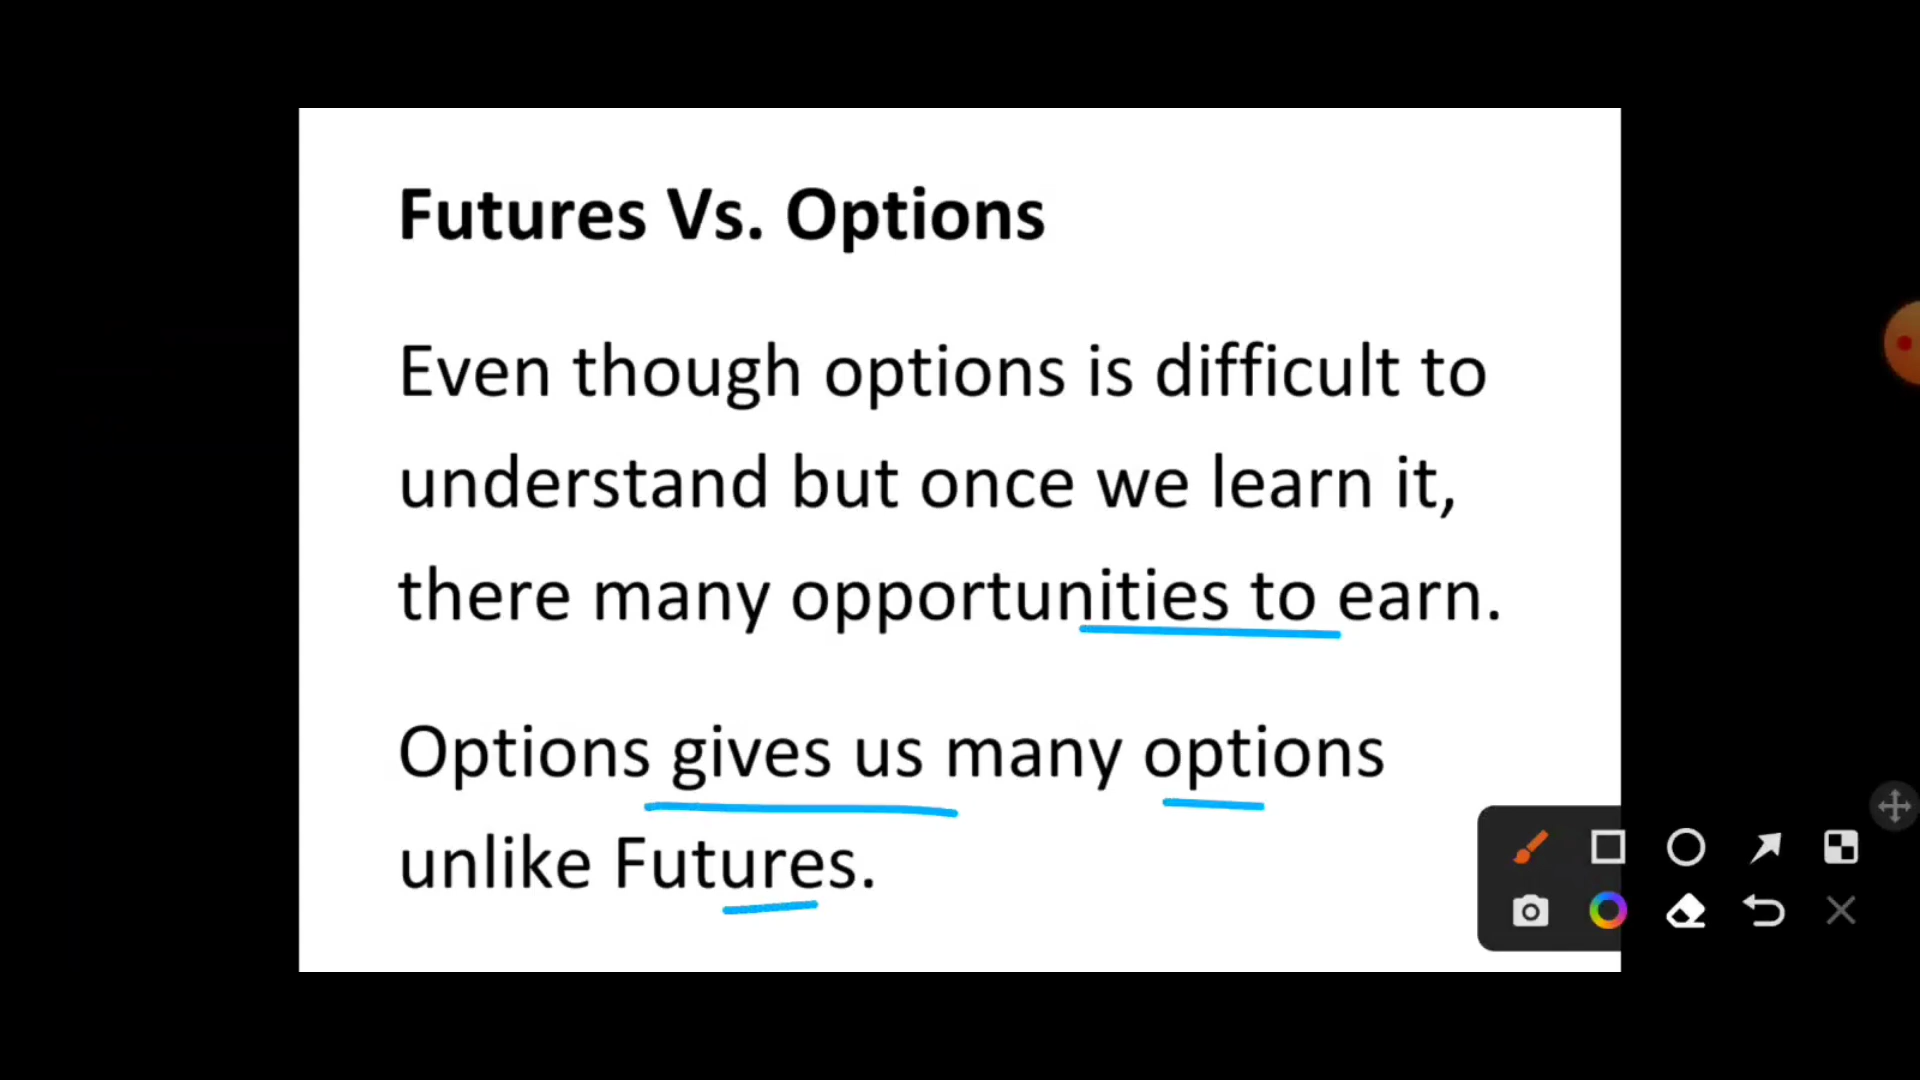 Futures Vs. Options
Even though options is difficult to
understand but once we learn it,
there many opportunities to earn.
Options gives us many options
unlike Futures.